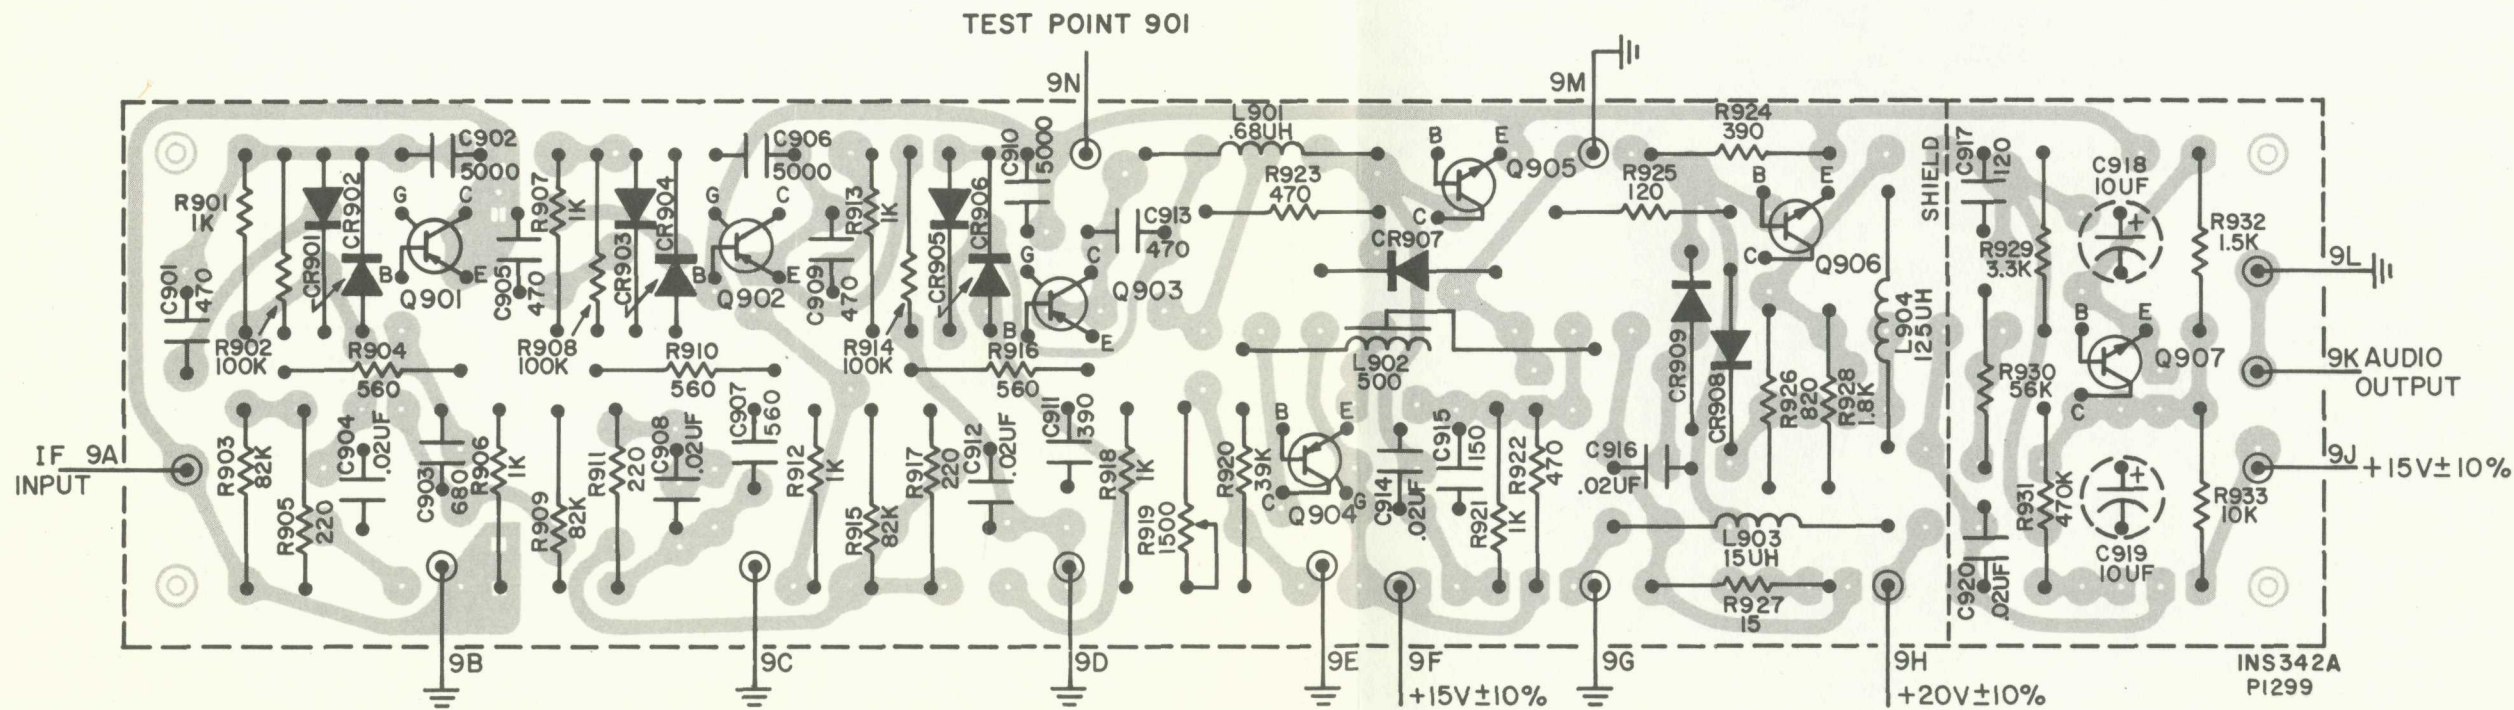 TEST POINT 901
9N
9M
C902
5000
C906
5000
C910
5000
L901
.68UH
R923
470
B
E
Q905
C
R924
390
R925
120
B
E
C
Q906
SHIELD
C917
120
C918
10UF
+
R932
1.5K
R901
1K
CR901
CR902
G
C
B
E
Q901
R907
1K
C905
470
CR903
CR904
G
C
B
E
Q902
R913
1K
C909
470
CR905
CR906
C913
470
G
C
Q903
B
E
CR907
C901
470
R902
100K
R904
560
R908
100K
R910
560
R914
100K
R916
560
L902
500
CR909
CR908
R926
820
R928
1.8K
L904
125UH
R929
3.3K
R930
56K
B
E
Q907
C
9L
9K AUDIO
OUTPUT
IF 9A
INPUT
R903
82K
R905
220
C904
.02UF
C903
680
R906
1K
R909
82K
R911
220
C908
.02UF
C907
560
R912
1K
R915
82K
R917
220
C912
.02UF
C911
390
R918
1K
R919
1500
R920
39K
B
E
C
G
Q904
C914
.02UF
C915
150
R921
1K
R922
470
C916
.02UF
L903
15UH
R927
15
C920
.02UF
R931
470K
+
C919
10UF
R933
10K
9J
+15V±10%
9B
9C
9D
9E
9F
+15V±10%
9G
9H
+20V±10%
INS342A
P1299